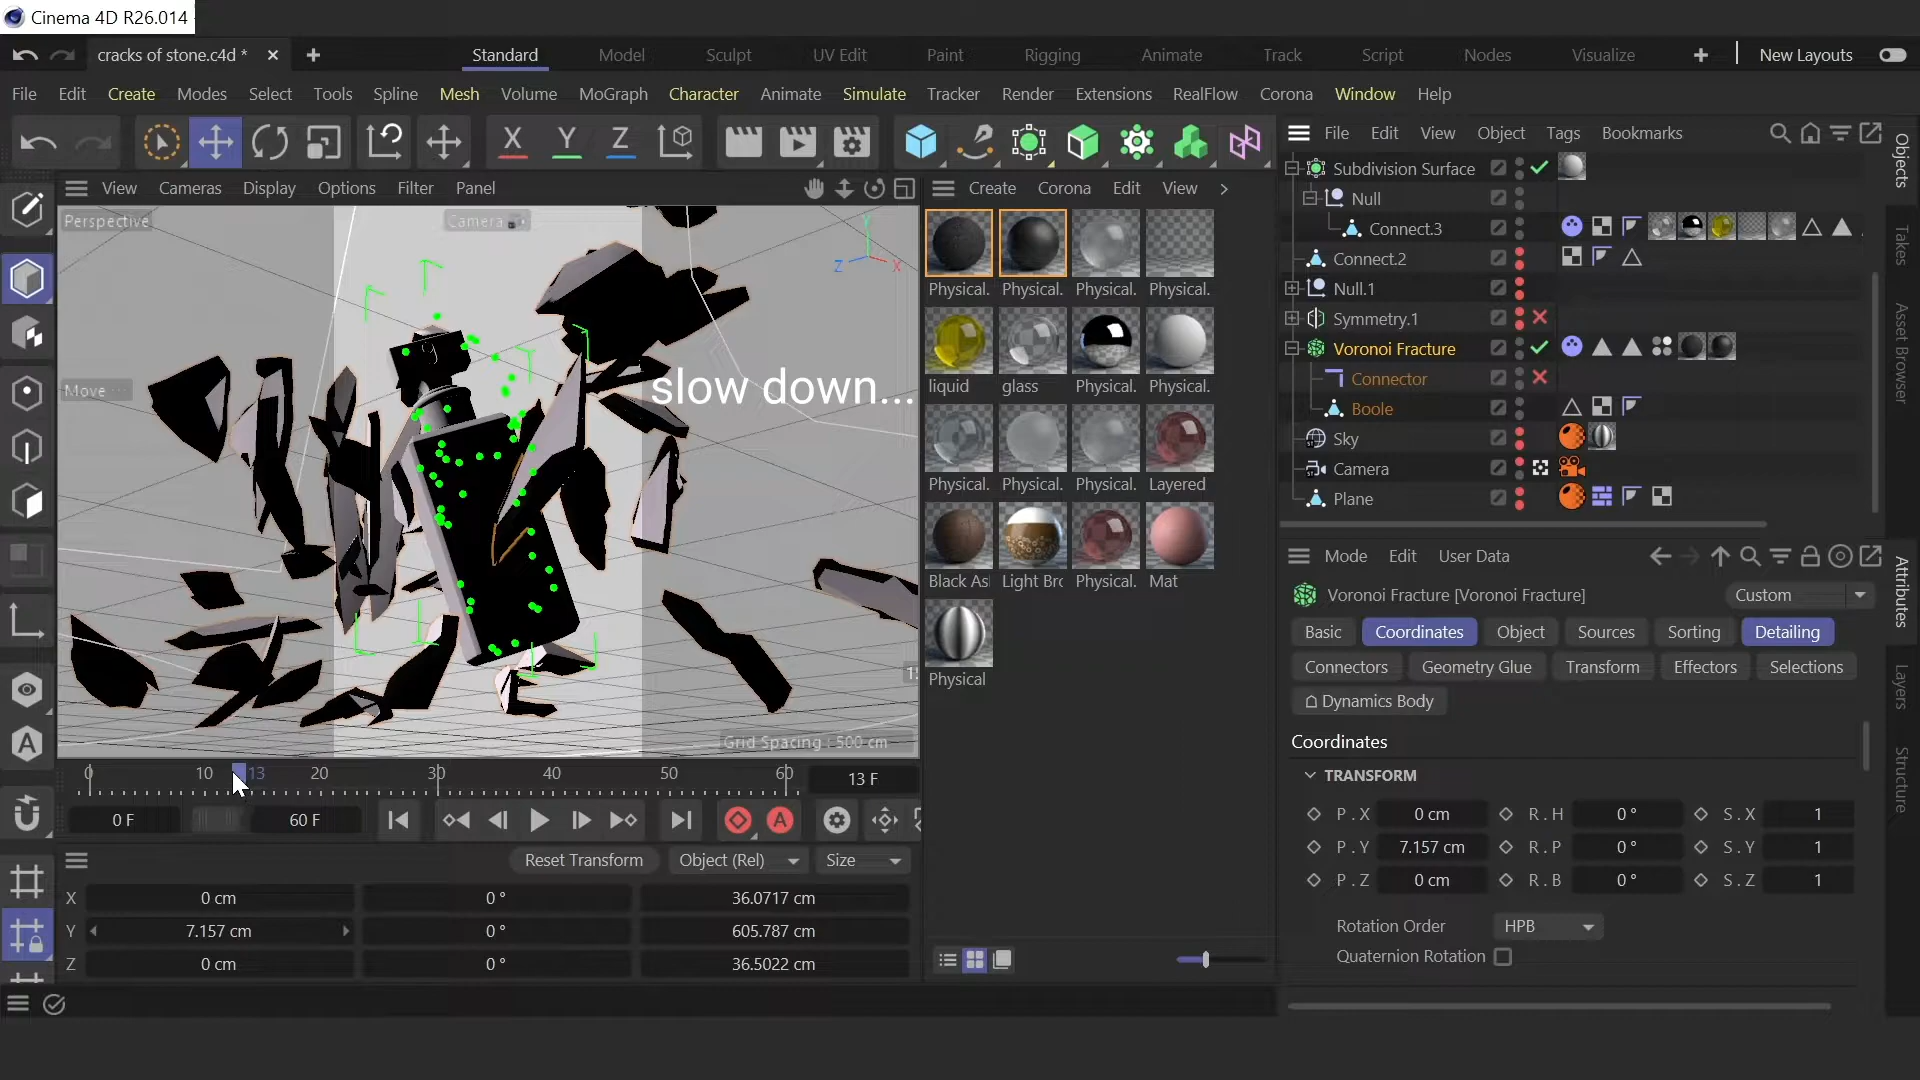 Cinema 4D R26.014
cracks of stone.c4d *
Standard
Model
Sculpt
UV Edit
Paint
Rigging
Animate
Track
Script
Nodes
Visualize
New Layouts
File Edit Create Modes Select Tools Spline Mesh Volume MoGraph Character Animate Simulate Tracker Render Extensions RealFlow Corona Window Help
X Y Z
View Cameras Display Options Filter Panel
Perspective
Camera
Y
Z
X
Move
slow down...
Grid Spacing : 500 cm
0 10 13 20 30 40 50 60
13 F
0 F
60 F
A
Reset Transform
Object (Rel)
Size
X 0 cm 0 ° 36.0717 cm
Y 7.157 cm 0 ° 605.787 cm
Z 0 cm 0 ° 36.5022 cm
Create Corona Edit View
Physical. Physical. Physical. Physical.
liquid glass Physical. Physical.
Physical. Physical. Physical. Layered
Black As Light Brc Physical. Mat
Physical
File Edit View Object Tags Bookmarks
Subdivision Surface
Null
Connect.3
Connect.2
Null.1
Symmetry.1
Voronoi Fracture
Connector
Boole
Sky
Camera
Plane
Objects
Takes
Asset Browser
Attributes
Layers
Structure
Mode Edit User Data
Voronoi Fracture [Voronoi Fracture]
Custom
Basic Coordinates Object Sources Sorting Detailing
Connectors Geometry Glue Transform Effectors Selections
Dynamics Body
Coordinates
TRANSFORM
P . X 0 cm R . H 0 ° S . X 1
P . Y 7.157 cm R . P 0 ° S . Y 1
P . Z 0 cm R . B 0 ° S . Z 1
Rotation Order HPB
Quaternion Rotation